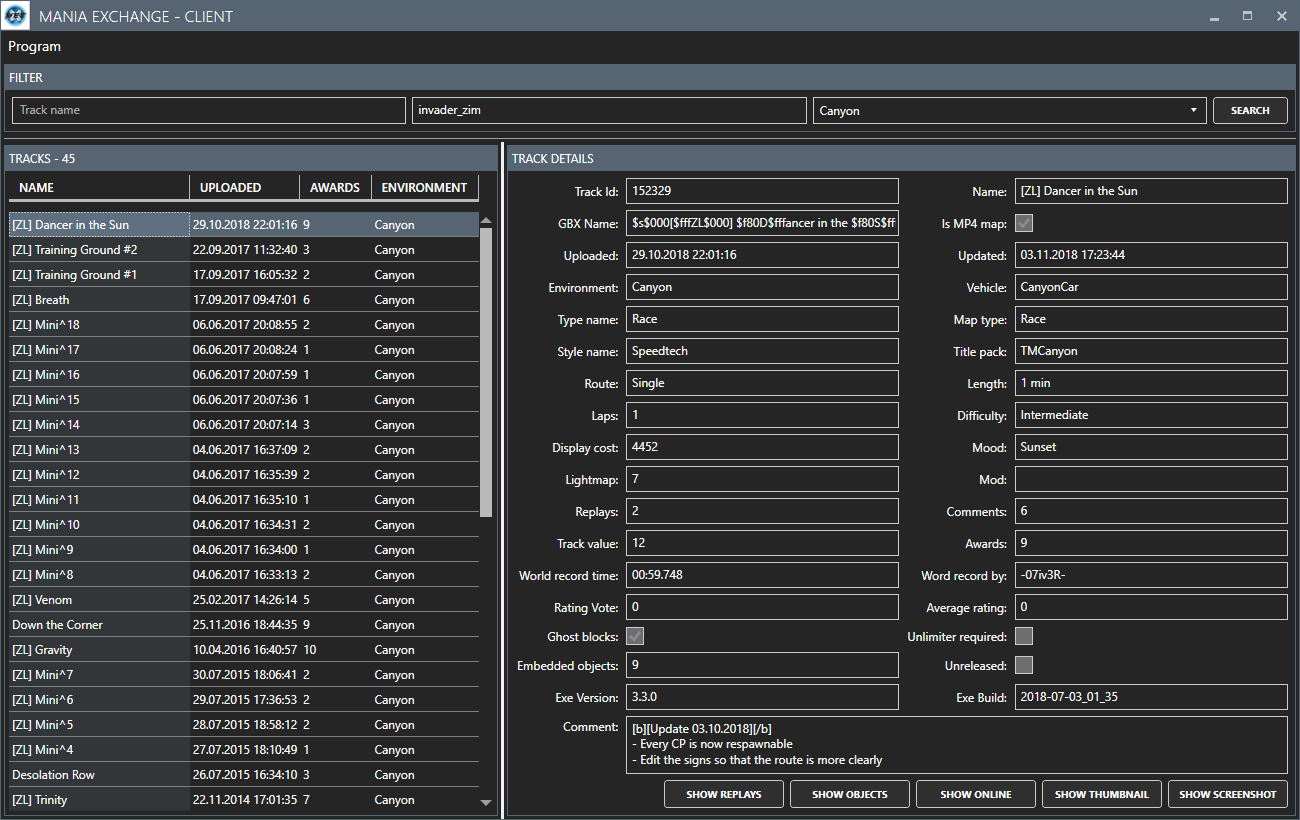 MANIA EXCHANGE - CLIENT
Program
FILTER
Track name invader_zim Canyon SEARCH
TRACKS - 45
NAME UPLOADED AWARDS ENVIRONMENT
[ZL] Dancer in the Sun 29.10.2018 22:01:16 9 Canyon
[ZL] Training Ground #2 22.09.2017 11:32:40 3 Canyon
[ZL] Training Ground #1 17.09.2017 16:05:32 2 Canyon
[ZL] Breath 17.09.2017 09:47:01 6 Canyon
[ZL] Mini^18 06.06.2017 20:08:55 2 Canyon
[ZL] Mini^17 06.06.2017 20:08:24 1 Canyon
[ZL] Mini^16 06.06.2017 20:07:59 1 Canyon
[ZL] Mini^15 06.06.2017 20:07:36 1 Canyon
[ZL] Mini^14 06.06.2017 20:07:14 3 Canyon
[ZL] Mini^13 04.06.2017 16:37:09 2 Canyon
[ZL] Mini^12 04.06.2017 16:35:39 2 Canyon
[ZL] Mini^11 04.06.2017 16:35:10 1 Canyon
[ZL] Mini^10 04.06.2017 16:34:31 2 Canyon
[ZL] Mini^9 04.06.2017 16:34:00 1 Canyon
[ZL] Mini^8 04.06.2017 16:33:13 2 Canyon
[ZL] Venom 25.02.2017 14:26:14 5 Canyon
Down the Corner 25.11.2016 18:44:35 9 Canyon
[ZL] Gravity 10.04.2016 16:40:57 10 Canyon
[ZL] Mini^7 30.07.2015 18:06:41 2 Canyon
[ZL] Mini^6 29.07.2015 17:36:53 2 Canyon
[ZL] Mini^5 28.07.2015 18:58:12 2 Canyon
[ZL] Mini^4 27.07.2015 18:10:49 1 Canyon
Desolation Row 26.07.2015 16:34:10 3 Canyon
[ZL] Trinity 22.11.2014 17:01:35 7 Canyon
TRACK DETAILS
Track Id: 152329 Name: [ZL] Dancer in the Sun
GBX Name: $s$000[$fffZL$000] $f80D$fffancer in the $f80S$ff Is MP4 map:
Uploaded: 29.10.2018 22:01:16 Updated: 03.11.2018 17:23:44
Environment: Canyon Vehicle: CanyonCar
Type name: Race Map type: Race
Style name: Speedtech Title pack: TMCanyon
Route: Single Length: 1 min
Laps: 1 Difficulty: Intermediate
Display cost: 4452 Mood: Sunset
Lightmap: 7 Mod:
Replays: 2 Comments: 6
Track value: 12 Awards: 9
World record time: 00:59.748 Word record by: -07iv3R-
Rating Vote: 0 Average rating: 0
Ghost blocks: Unlimiter required:
Embedded objects: 9 Unreleased:
Exe Version: 3.3.0 Exe Build: 2018-07-03_01_35
Comment: [b][Update 03.10.2018][/b]
- Every CP is now respawnable
- Edit the signs so that the route is more clearly
SHOW REPLAYS SHOW OBJECTS SHOW ONLINE SHOW THUMBNAIL SHOW SCREENSHOT